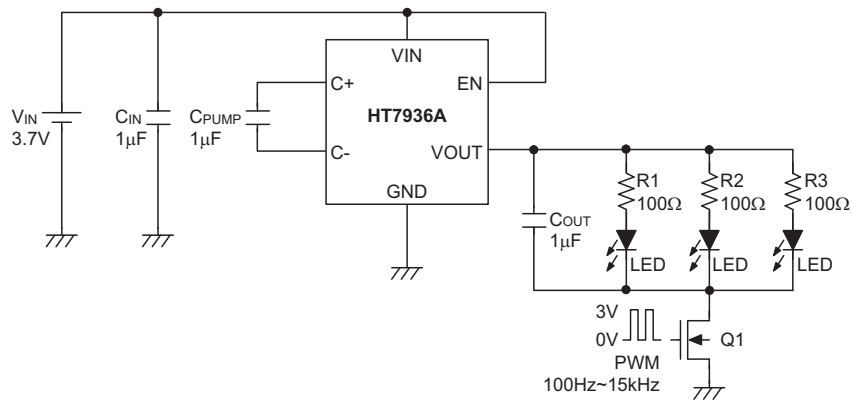 VIN
C+
EN
HT7936A
VIN
3.7V
CIN
1µF
CPUMP
1µF
C-
VOUT
GND
R1
100Ω
R2
100Ω
R3
100Ω
COUT
1µF
LED
LED
LED
3V
0V
Q1
PWM
100Hz~15kHz